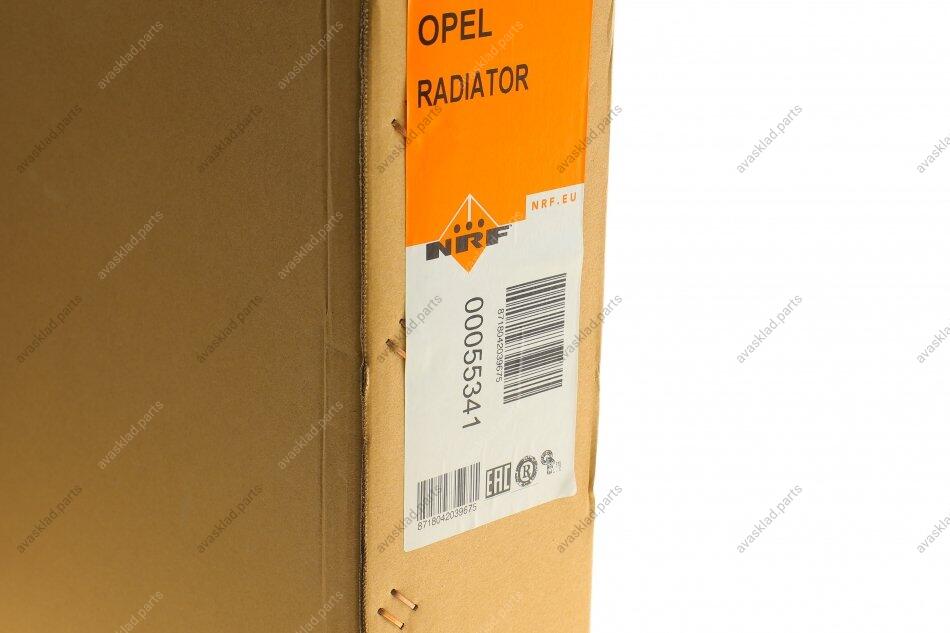 OPEL
RADIATOR
NRF.EU
NRF
00055341
8718042039675
8718042039675
EAC
R
avasklad.parts